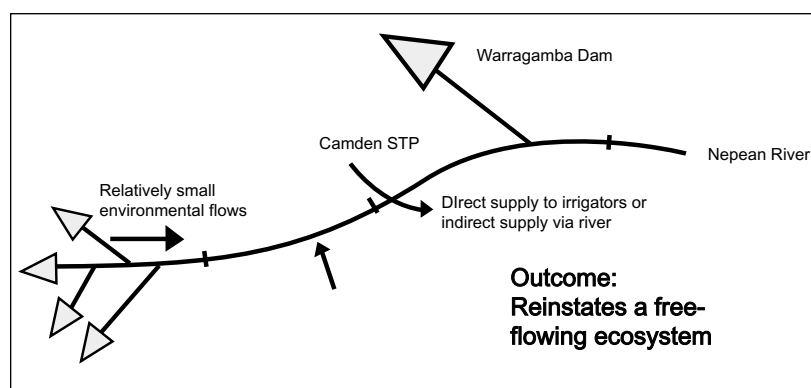 Warragamba Dam
Camden STP
Nepean River
Relatively small
environmental flows
DIrect supply to irrigators or
indirect supply via river
Outcome:
Reinstates a free-
flowing ecosystem